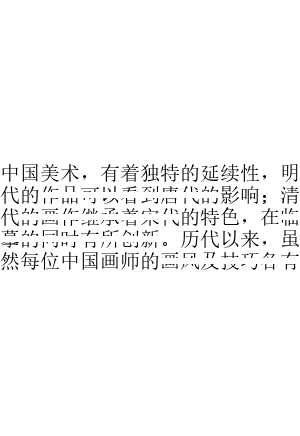 中国美术，有着独特的延续性，明
代的作品可以看到唐代的影响；清
代的画作继承着宋代的特色，在临
摹的同时有所创新。历代以来，虽
然每位中国画师的画风及技巧各有